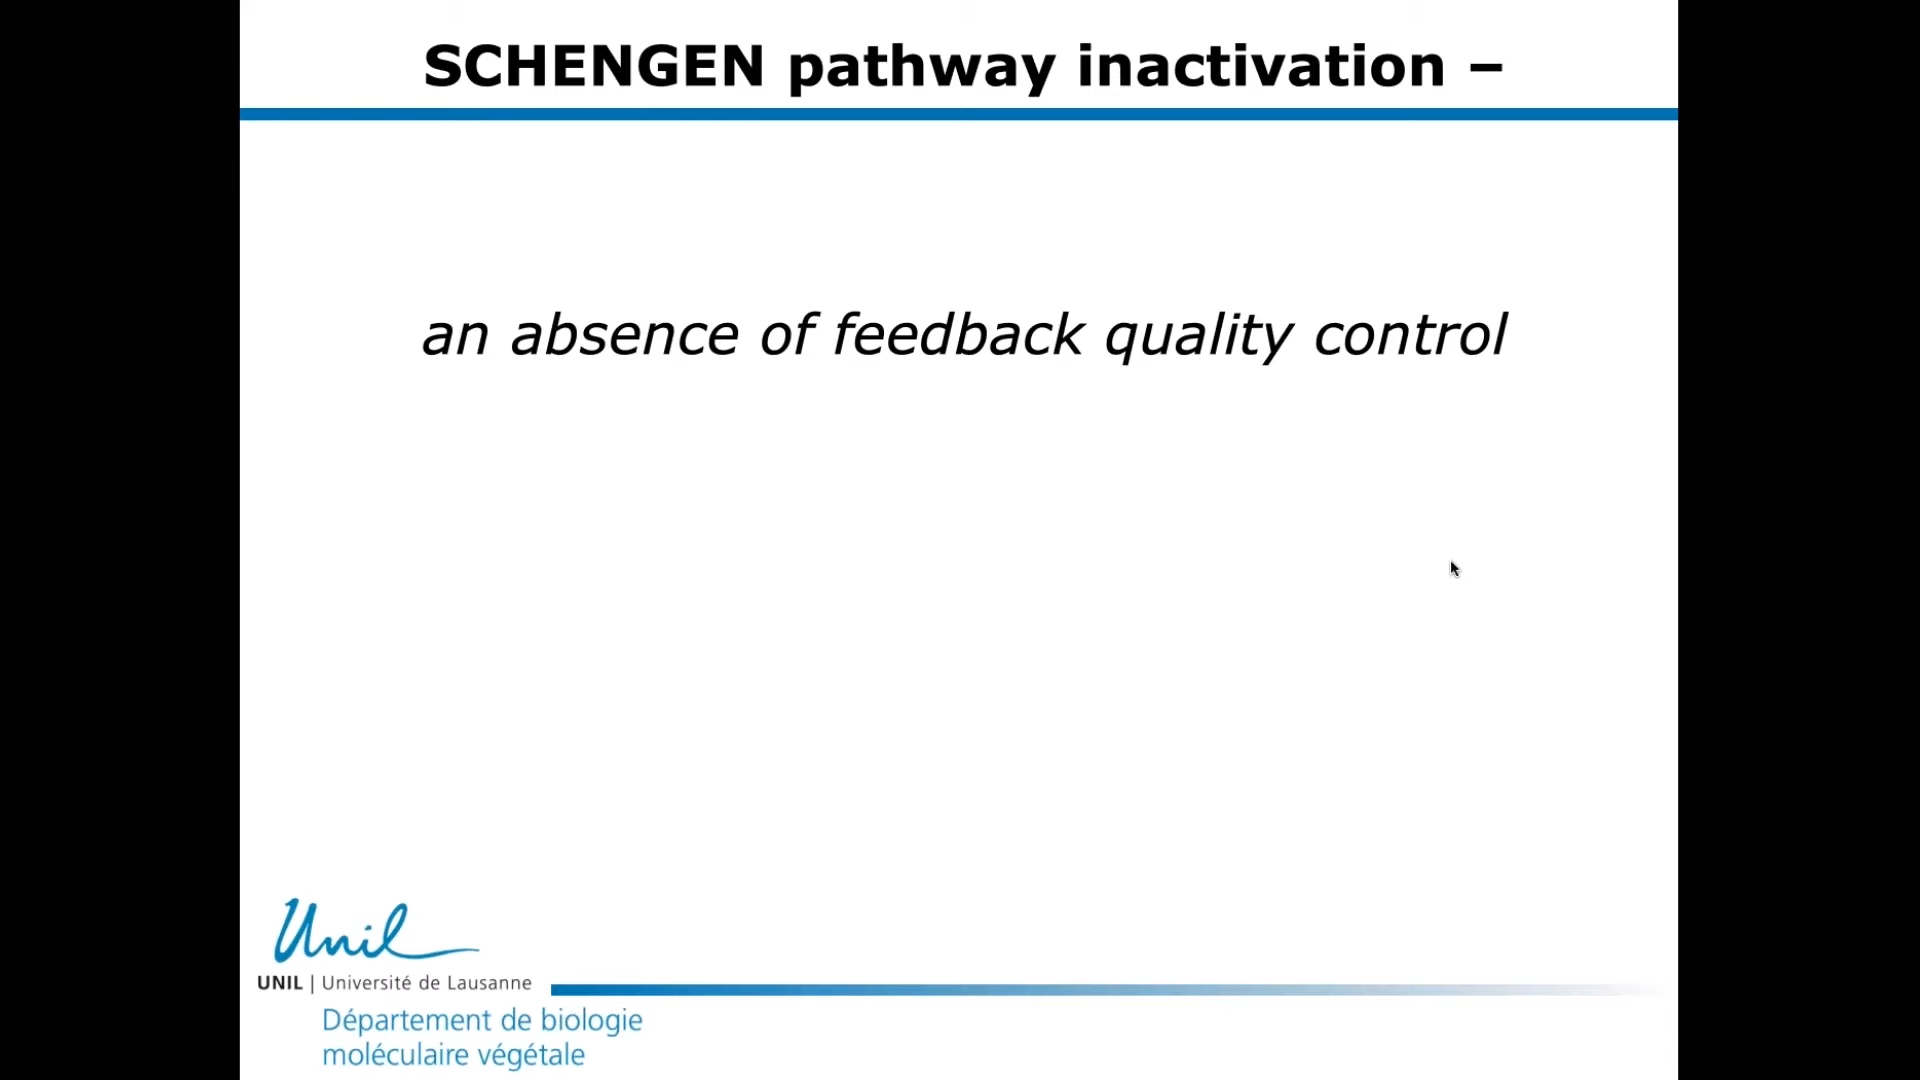 SCHENGEN pathway inactivation –
an absence of feedback quality control
Unil
UNIL | Université de Lausanne
Département de biologie
moléculaire végétale